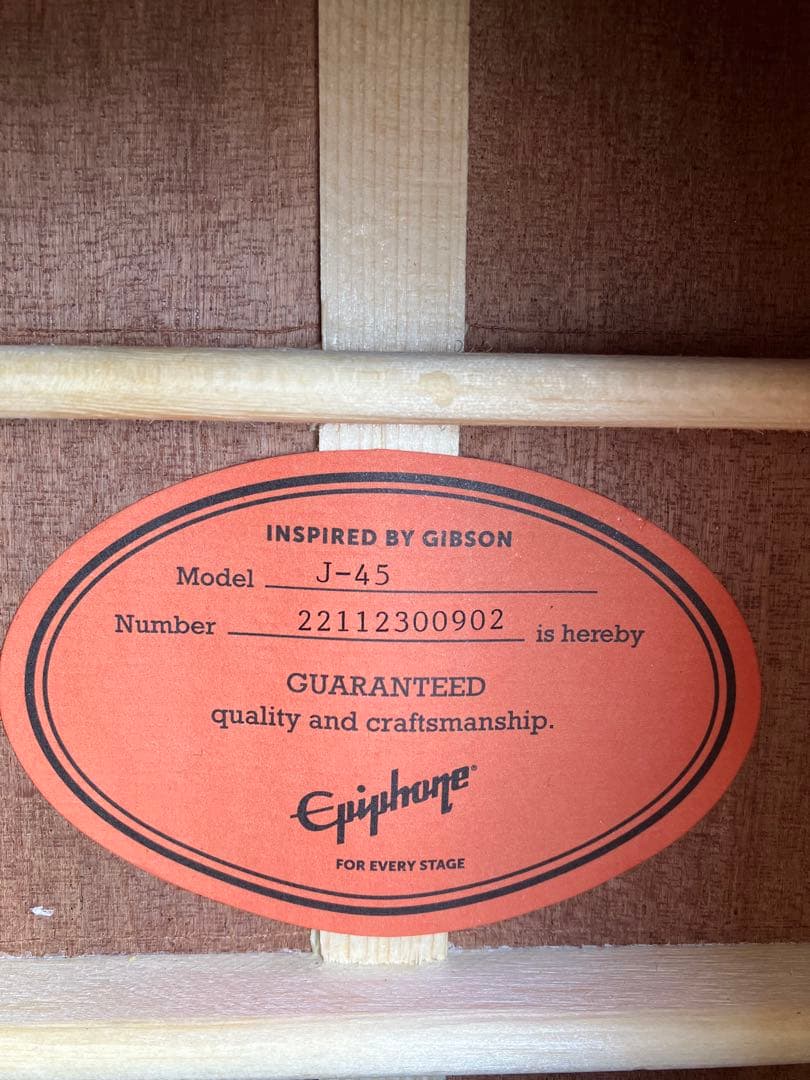 INSPIRED BY GIBSON
Model J-45
Number 22112300902 is hereby
GUARANTEED
quality and craftsmanship.
Epiphone®
FOR EVERY STAGE